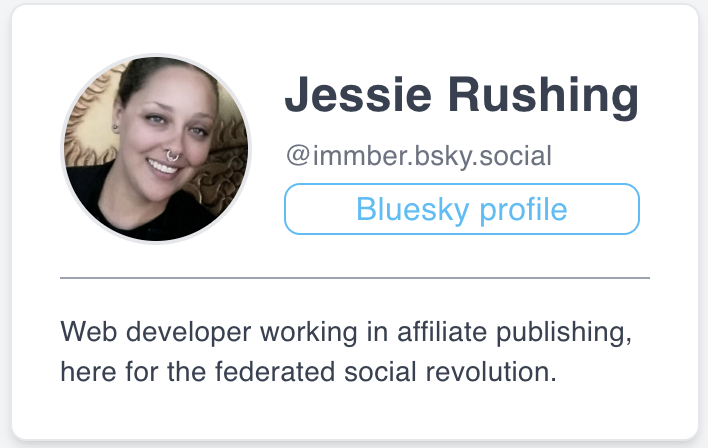 Jessie Rushing
@immber.bsky.social
Bluesky profile
Web developer working in affiliate publishing,
here for the federated social revolution.